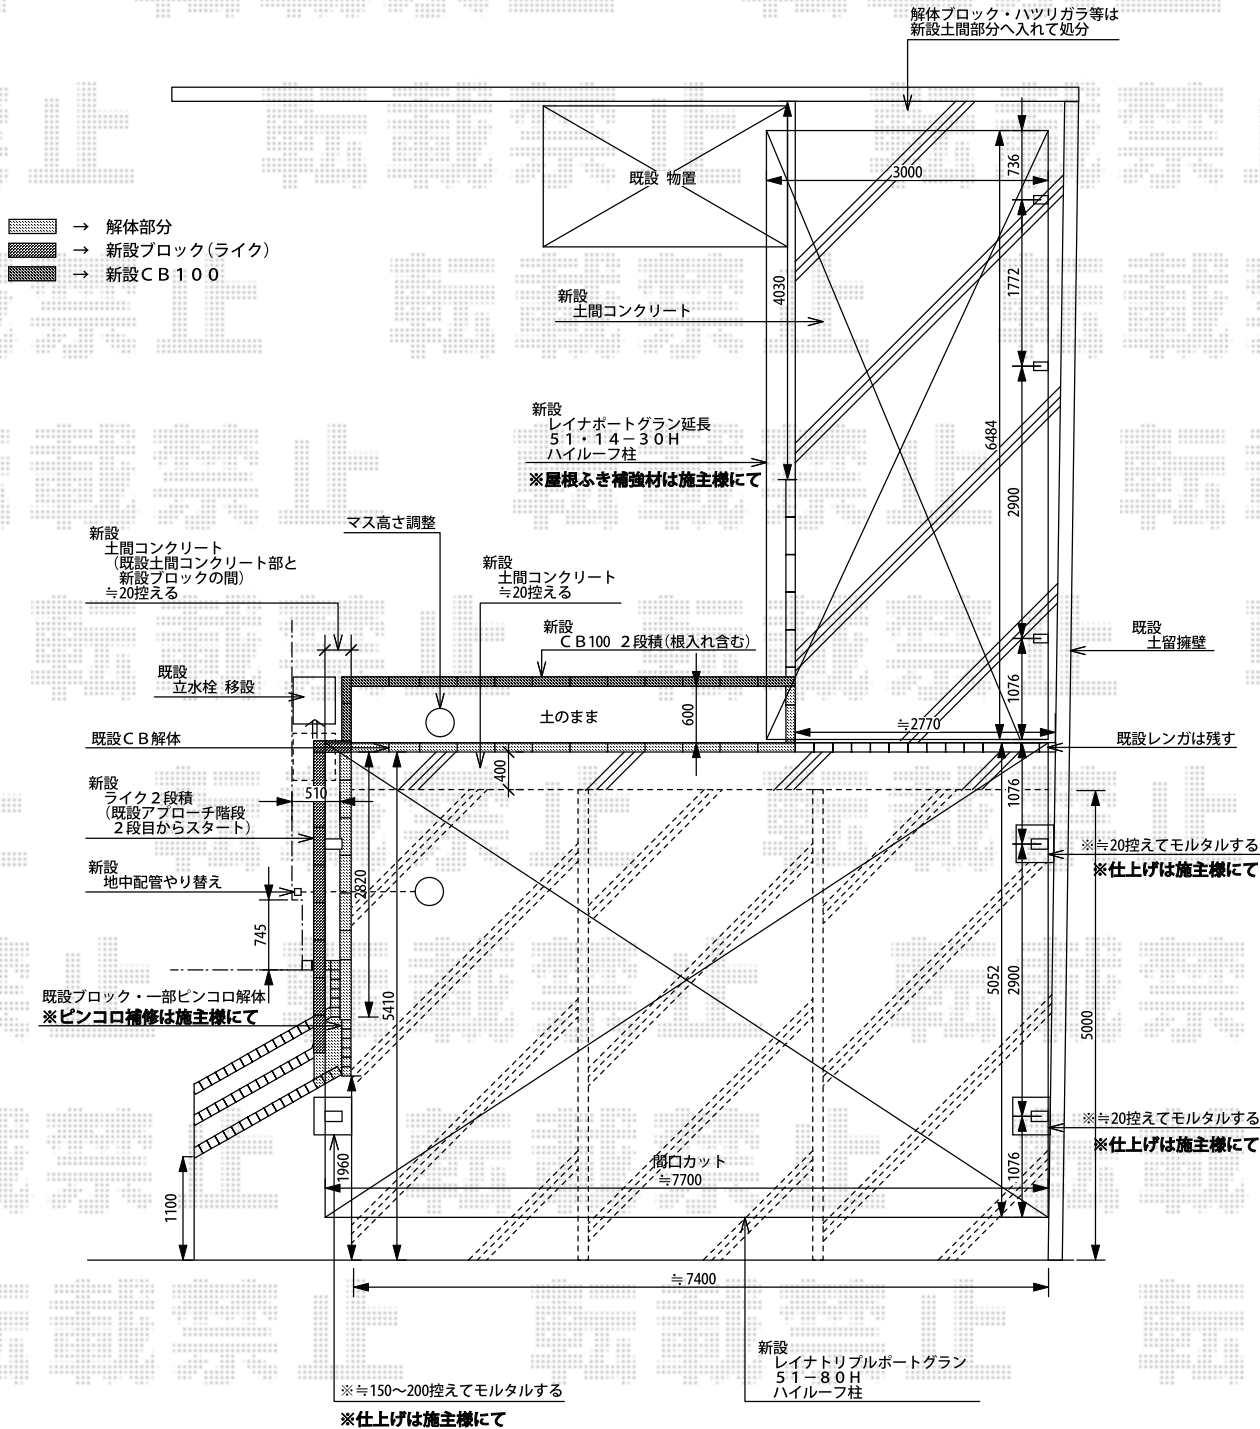 解体ブロック・ハツリガラ等は
新設土間部分へ入れて処分
既設 物置
3000
736
→ 解体部分
→ 新設ブロック(ライク)
→ 新設ＣＢ１００
新設
土間コンクリート
4030
1772
新設
レイナポートグラン延長
５１・１４－３０Ｈ
ハイルーフ柱
※屋根ふき補強材は施主様にて
6484
2900
マス高さ調整
新設
土間コンクリート
(既設土間コンクリート部と
新設ブロックの間)
≒20控える
新設
土間コンクリート
≒20控える
新設
ＣＢ100 ２段積(根入れ含む)
既設
土留擁壁
既設
立水栓 移設
土のまま
600
1076
≒2770
既設ＣＢ解体
既設レンガは残す
400
新設
ライク２段積
(既設アプローチ階段
２段目からスタート)
510
1076
※≒20控えてモルタルする
※仕上げは施主様にて
新設
地中配管やり替え
2820
745
既設ブロック・一部ピンコロ解体
※ピンコロ補修は施主様にて
5410
5052
2900
5000
※≒20控えてモルタルする
※仕上げは施主様にて
1100
1960
間口カット
≒7700
1076
≒7400
新設
レイナトリプルポートグラン
５１－８０Ｈ
ハイルーフ柱
※≒150～200控えてモルタルする
※仕上げは施主様にて
転載禁止